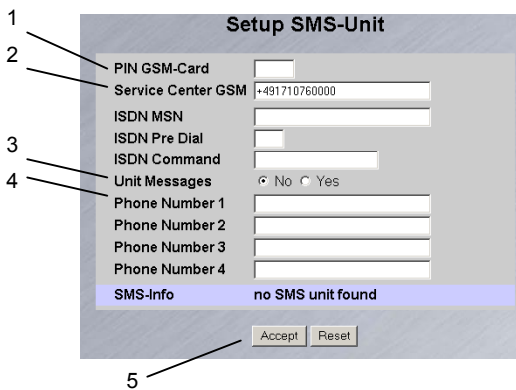 Setup SMS-Unit
1
PIN GSM-Card
2
Service Center GSM +491710760000
ISDN MSN
ISDN Pre Dial
ISDN Command
3
Unit Messages No Yes
4
Phone Number 1
Phone Number 2
Phone Number 3
Phone Number 4
SMS-Info no SMS unit found
Accept Reset
5